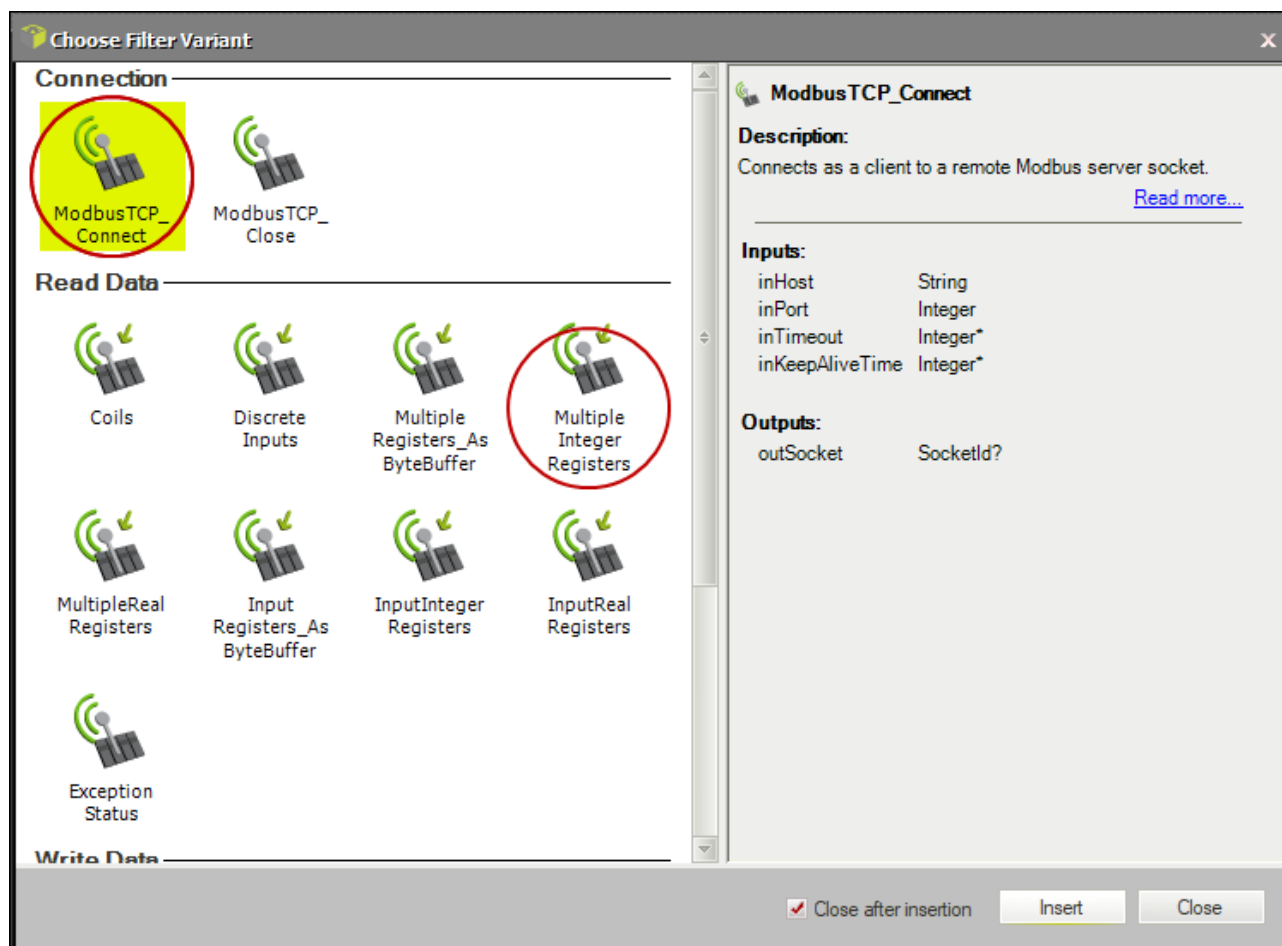 Choose Filter Variant
x
Connection
ModbusTCP_
Connect
ModbusTCP_
Close
Read Data
Coils
Discrete
Inputs
Multiple
Registers_As
ByteBuffer
Multiple
Integer
Registers
MultipleReal
Registers
Input
Registers_As
ByteBuffer
InputInteger
Registers
InputReal
Registers
Exception
Status
Write Data
ModbusTCP_Connect
Description:
Connects as a client to a remote Modbus server socket.
Read more...
Inputs:
inHost String
inPort Integer
inTimeout Integer*
inKeepAliveTime Integer*
Outputs:
outSocket SocketId?
Close after insertion
Insert
Close